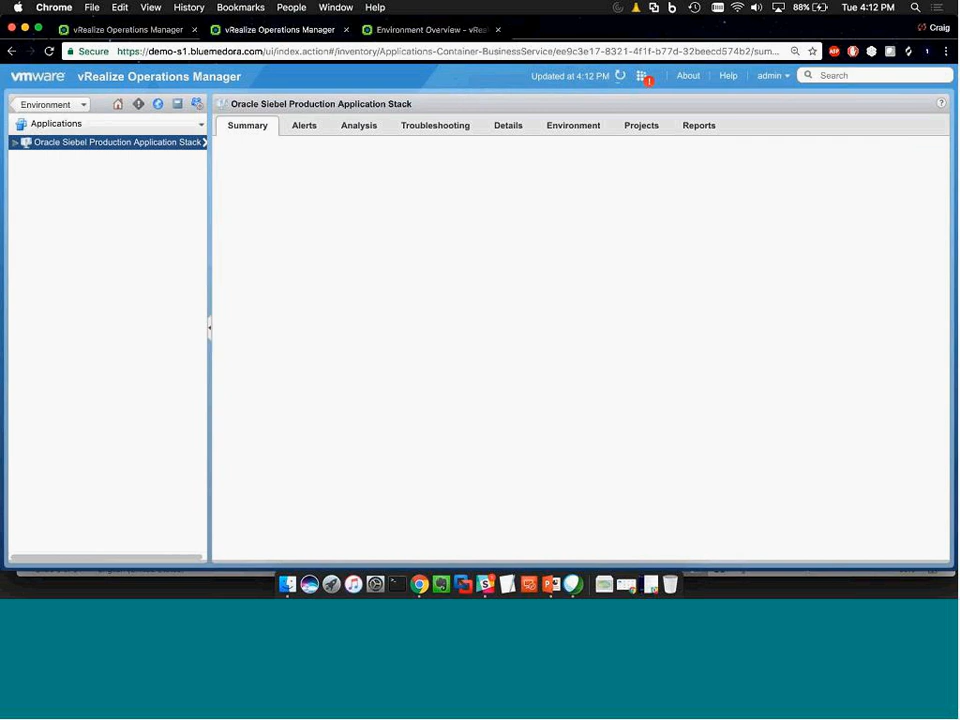 Chrome File Edit View History Bookmarks People Window Help 88% Tue 4:12 PM
vRealize Operations Manager × vRealize Operations Manager × Environment Overview - vRea × Craig
Secure https://demo-s1.bluemedora.com/ui/index.action#/inventory/Applications-Container-BusinessService/ee9c3e17-8321-4f1f-b77d-32beecd574b2/sum...
vmware vRealize Operations Manager Updated at 4:12 PM About Help admin Search
Environment Oracle Siebel Production Application Stack
Applications Summary Alerts Analysis Troubleshooting Details Environment Projects Reports
Oracle Siebel Production Application Stack